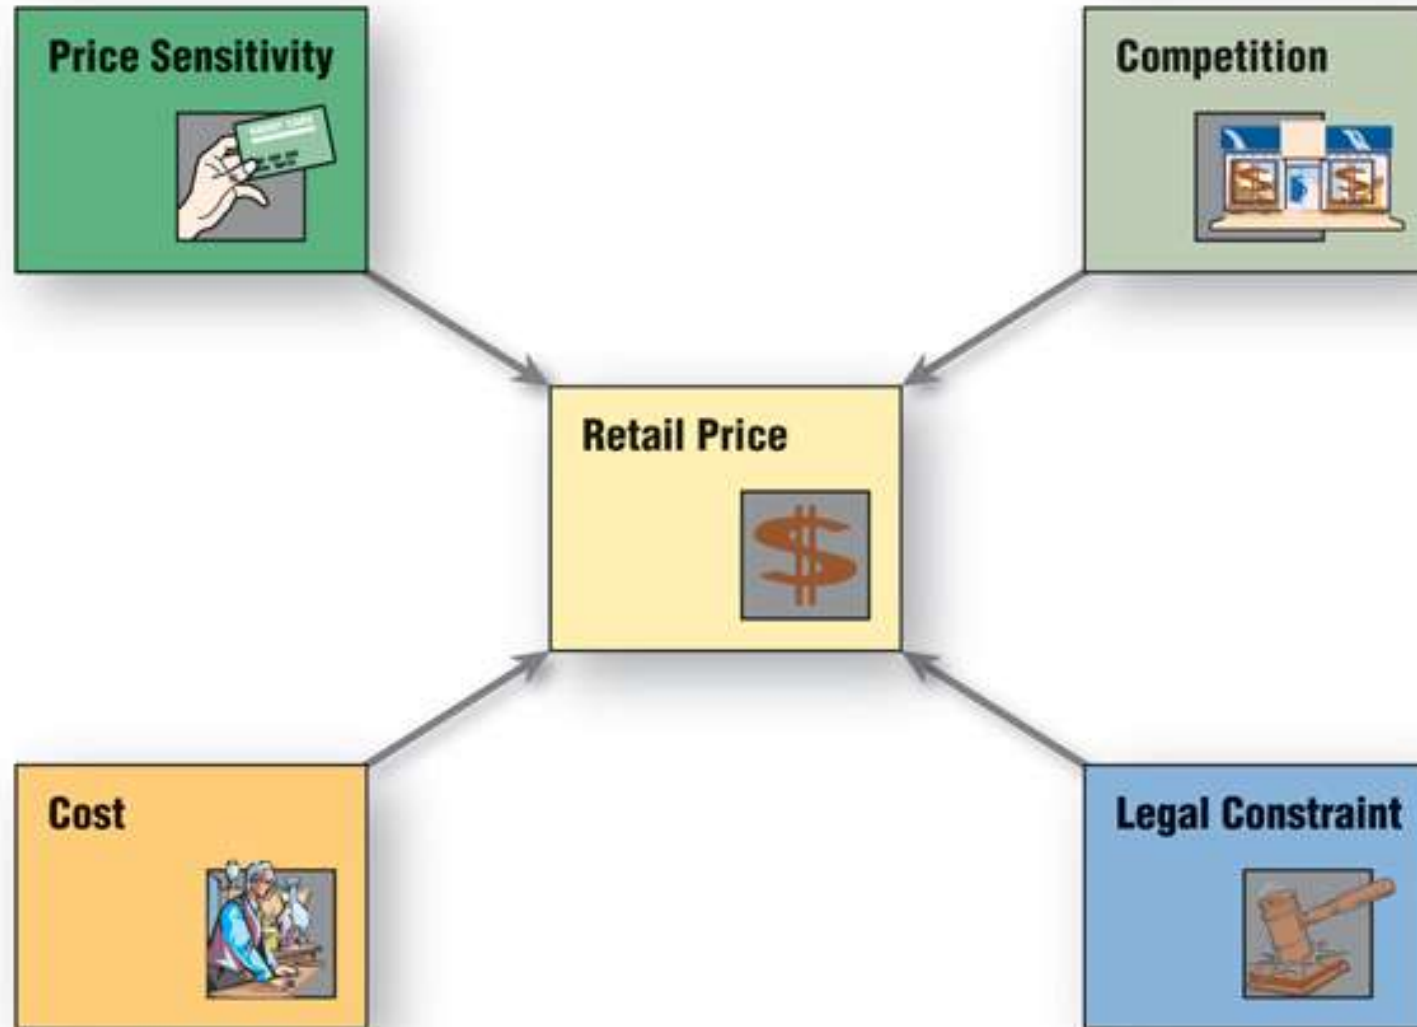 Price Sensitivity
Competition
Retail Price
Cost
Legal Constraint